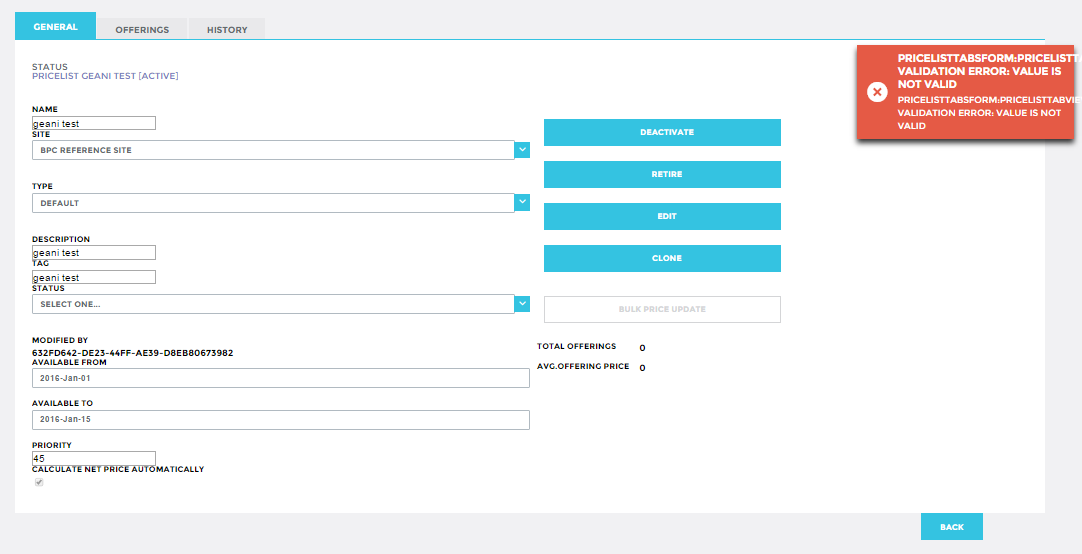 GENERAL
OFFERINGS
HISTORY
STATUS
PRICELIST GEANI TEST [ACTIVE]
NAME
geani test
SITE
BPC REFERENCE SITE
TYPE
DEFAULT
DESCRIPTION
geani test
TAG
geani test
STATUS
SELECT ONE...
MODIFIED BY
632FD642-DE23-44FF-AE39-D8EB80673982
AVAILABLE FROM
2016-Jan-01
AVAILABLE TO
2016-Jan-15
PRIORITY
45
CALCULATE NET PRICE AUTOMATICALLY
DEACTIVATE
RETIRE
EDIT
CLONE
BULK PRICE UPDATE
TOTAL OFFERINGS 0
AVG.OFFERING PRICE 0
PRICELISTTABSFORM:PRICELISTTA
VALIDATION ERROR: VALUE IS
NOT VALID
PRICELISTTABSFORM:PRICELISTTABVIE
VALIDATION ERROR: VALUE IS NOT
VALID
BACK